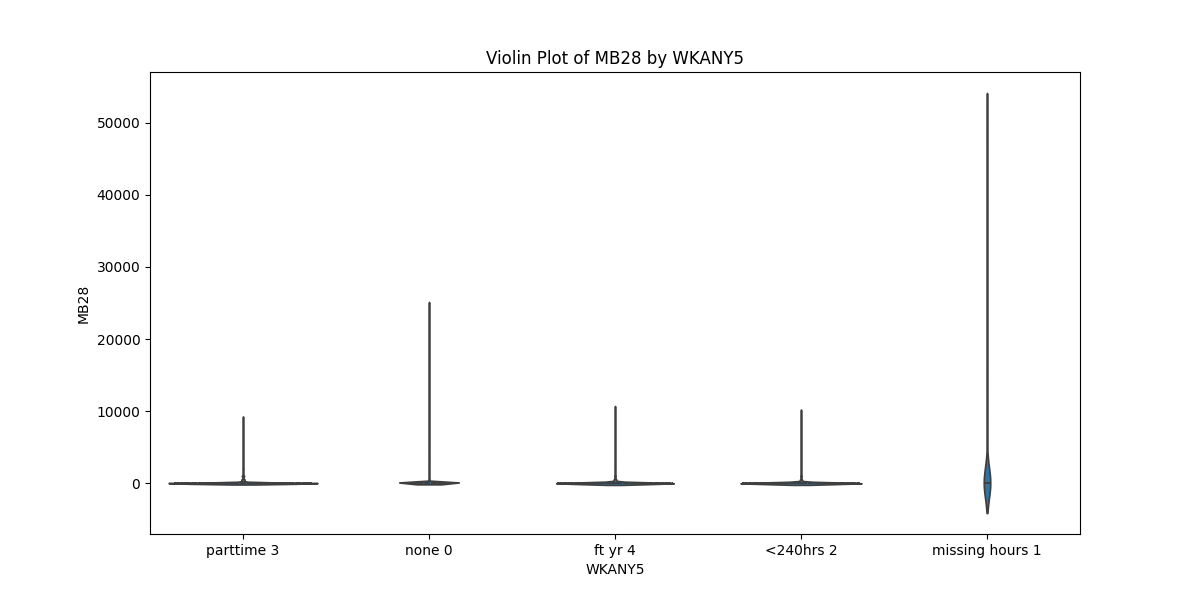 Violin Plot of MB28 by WKANY5
50000
40000
30000
20000
10000
0
MB28
parttime 3
none 0
ft yr 4
<240hrs 2
missing hours 1
WKANY5